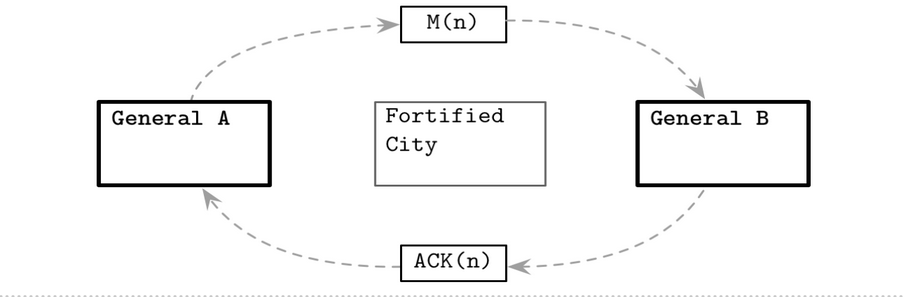 M(n)
General A
Fortified
City
General B
ACK(n)